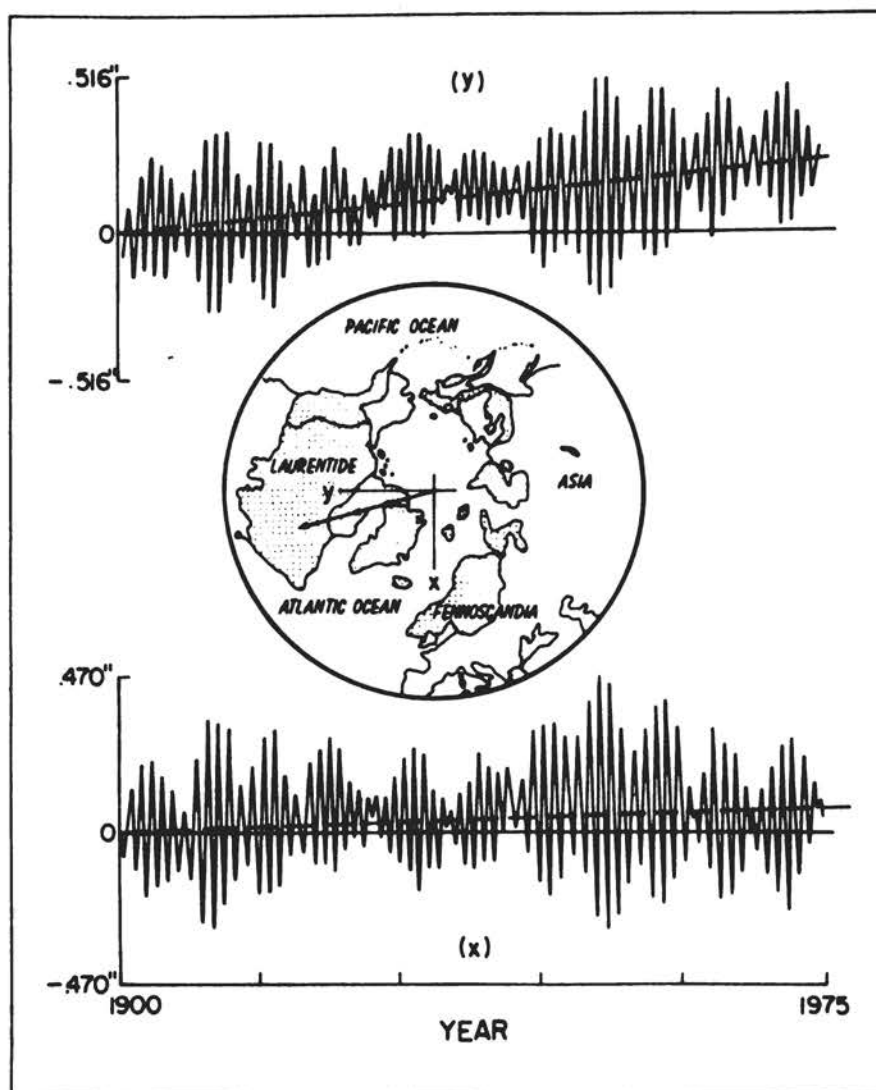 .516"
(y)
0
-.516"
PACIFIC OCEAN
LAURENTIDE
y
ASIA
x
ATLANTIC OCEAN
FENNOSCANDIA
.470"
0
(x)
-.470"
1900
1975
YEAR